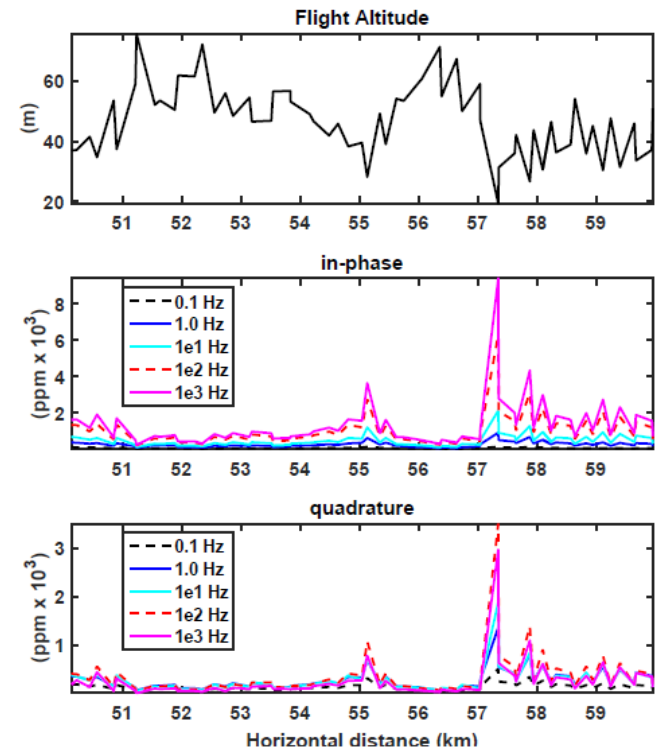 Flight Altitude
(m)
60
40
20
51 52 53 54 55 56 57 58 59
in-phase
(ppm x 10³)
8
6
4
2
0.1 Hz
1.0 Hz
1e1 Hz
1e2 Hz
1e3 Hz
51 52 53 54 55 56 57 58 59
quadrature
(ppm x 10³)
3
2
1
0.1 Hz
1.0 Hz
1e1 Hz
1e2 Hz
1e3 Hz
51 52 53 54 55 56 57 58 59
Horizontal distance (km)